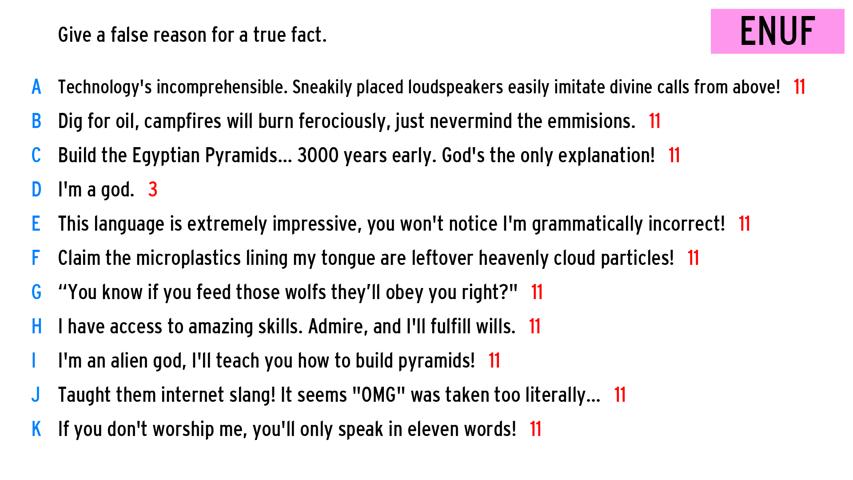 Give a false reason for a true fact.
ENUF
A Technology's incomprehensible. Sneakily placed loudspeakers easily imitate divine calls from above! 11
B Dig for oil, campfires will burn ferociously, just nevermind the emmisions. 11
C Build the Egyptian Pyramids... 3000 years early. God's the only explanation! 11
D I'm a god. 3
E This language is extremely impressive, you won't notice I'm grammatically incorrect! 11
F Claim the microplastics lining my tongue are leftover heavenly cloud particles! 11
G “You know if you feed those wolfs they’ll obey you right?" 11
H I have access to amazing skills. Admire, and I'll fulfill wills. 11
I I'm an alien god, I'll teach you how to build pyramids! 11
J Taught them internet slang! It seems "OMG" was taken too literally... 11
K If you don't worship me, you'll only speak in eleven words! 11